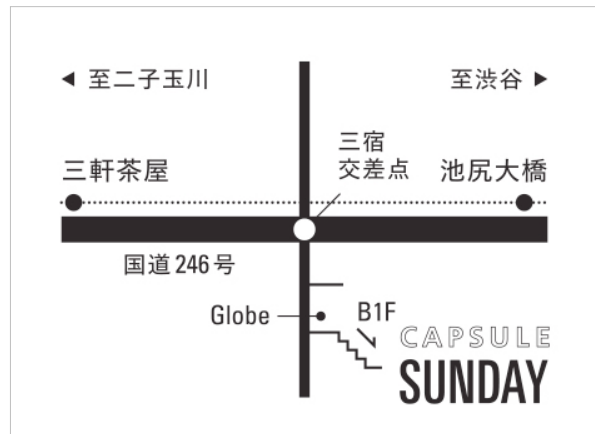 至二子玉川
至渋谷
三宿
交差点
三軒茶屋
池尻大橋
国道246号
Globe
B1F
CAPSULE
SUNDAY